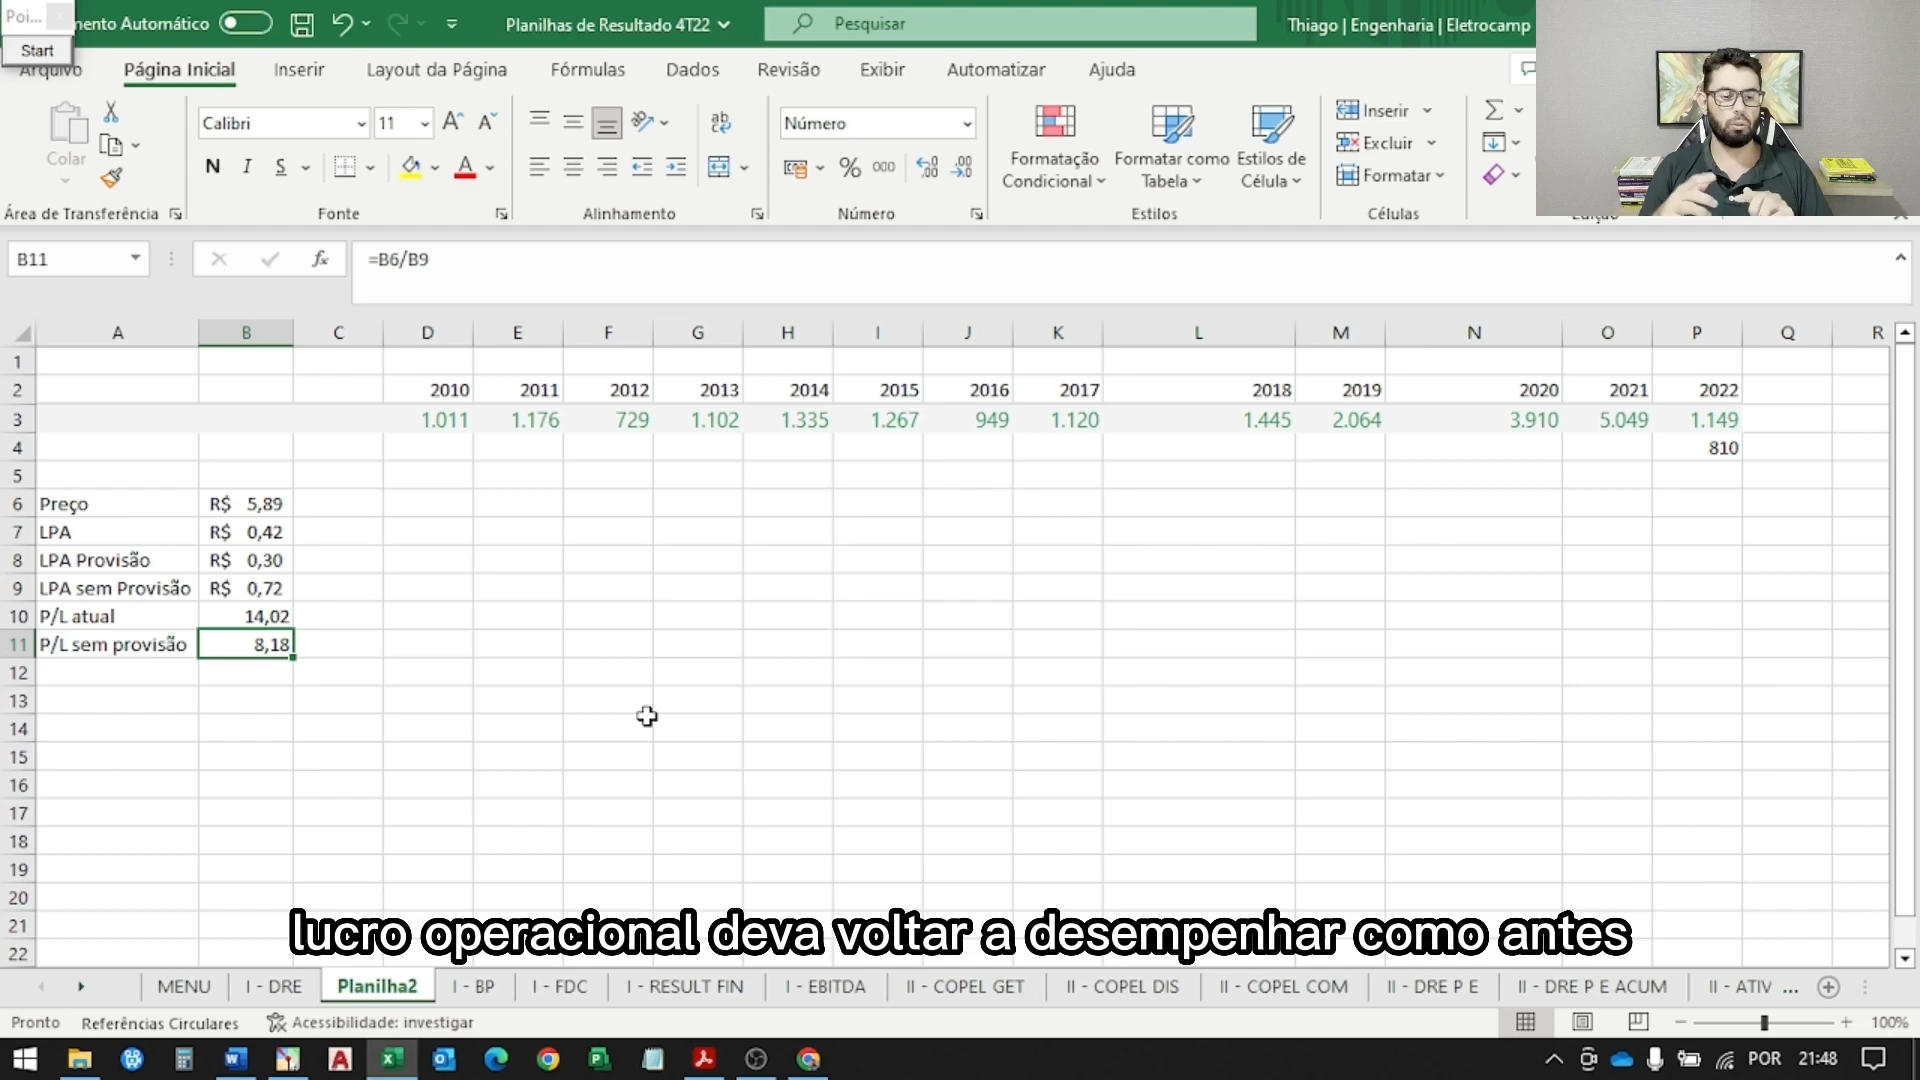 Poi...
Start
mento Automático
Planilhas de Resultado 4T22
Pesquisar
Thiago | Engenharia | Eletrocamp
Arquivo
Página Inicial
Inserir
Layout da Página
Fórmulas
Dados
Revisão
Exibir
Automatizar
Ajuda
Colar
Calibri
11
N I S
ab
Número
% 000
Formatação Condicional
Formatar como Tabela
Estilos de Célula
Inserir
Excluir
Formatar
Área de Transferência
Fonte
Alinhamento
Número
Estilos
Células
B11
fx
=B6/B9
A B C D E F G H I J K L M N O P Q R
1
2 2010 2011 2012 2013 2014 2015 2016 2017 2018 2019 2020 2021 2022
3 1.011 1.176 729 1.102 1.335 1.267 949 1.120 1.445 2.064 3.910 5.049 1.149
4 810
5
6 Preço R$ 5,89
7 LPA R$ 0,42
8 LPA Provisão R$ 0,30
9 LPA sem Provisão R$ 0,72
10 P/L atual 14,02
11 P/L sem provisão 8,18
12
13
14
15
16
17
18
19
20
21
22
lucro operacional deva voltar a desempenhar como antes
MENU I - DRE Planilha2 I - BP I - FDC I - RESULT FIN I - EBITDA II - COPEL GET II - COPEL DIS II - COPEL COM II - DRE P E II - DRE P E ACUM II - ATIV ...
Pronto Referências Circulares Acessibilidade: investigar 100%
POR 21:48